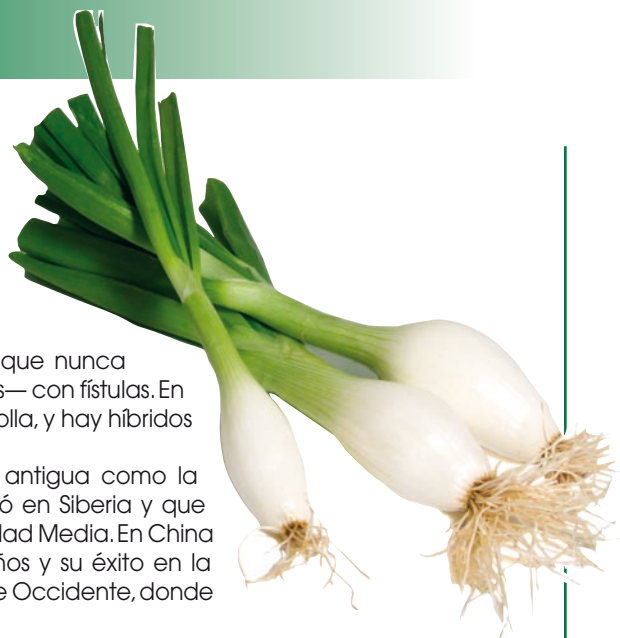 que nunca
s— con fístulas. En
olla, y hay híbridos
antigua como la
ó en Siberia y que
dad Media. En China
ños y su éxito en la
e Occidente, donde